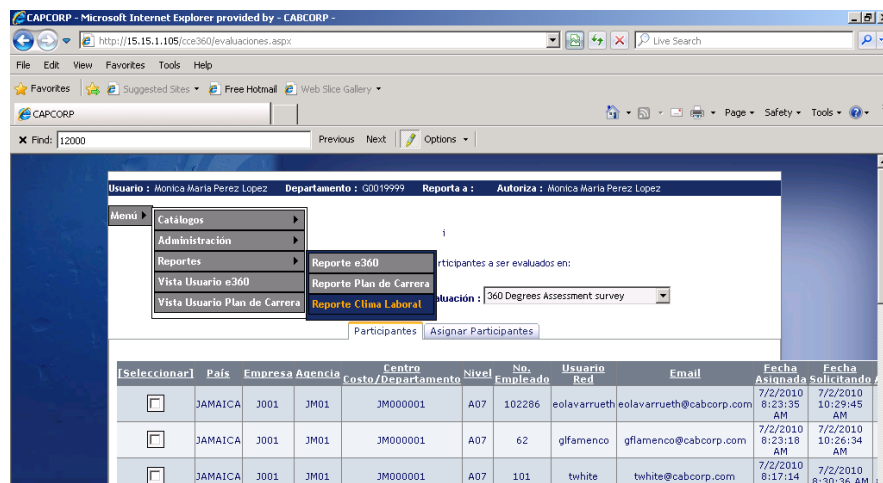 CAPCORP - Microsoft Internet Explorer provided by - CABCORP -
http://15.15.1.105/cce360/evaluaciones.aspx
Live Search
File Edit View Favorites Tools Help
Favorites Suggested Sites Free Hotmail Web Slice Gallery
CAPCORP
Page Safety Tools
Find: 12000 Previous Next Options
Usuario : Monica Maria Perez Lopez Departamento : G0019999 Reporta a : Autoriza : Monica Maria Perez Lopez
Menú Catálogos
Administración
Reportes Reporte e360
Vista Usuario e360 Reporte Plan de Carrera
Vista Usuario Plan de Carrera Reporte Clima Laboral
i
rticipantes a ser evaluados en:
aluación : 360 Degrees Assessment survey
Participantes Asignar Participantes
[Seleccionar] País Empresa Agencia Centro Costo/Departamento Nivel No. Empleado Usuario Red Email Fecha Asignada Fecha Solicitando
JAMAICA J001 JM01 JM000001 A07 102286 eolavarrueth eolavarrueth@cabcorp.com 7/2/2010 8:23:35 AM 7/2/2010 10:29:45 AM
JAMAICA J001 JM01 JM000001 A07 62 glfamenco gflamenco@cabcorp.com 7/2/2010 8:23:18 AM 7/2/2010 10:26:34 AM
JAMAICA J001 JM01 JM000001 A07 101 twhite twhite@cabcorp.com 7/2/2010 8:17:14 7/2/2010 8:30:36 AM